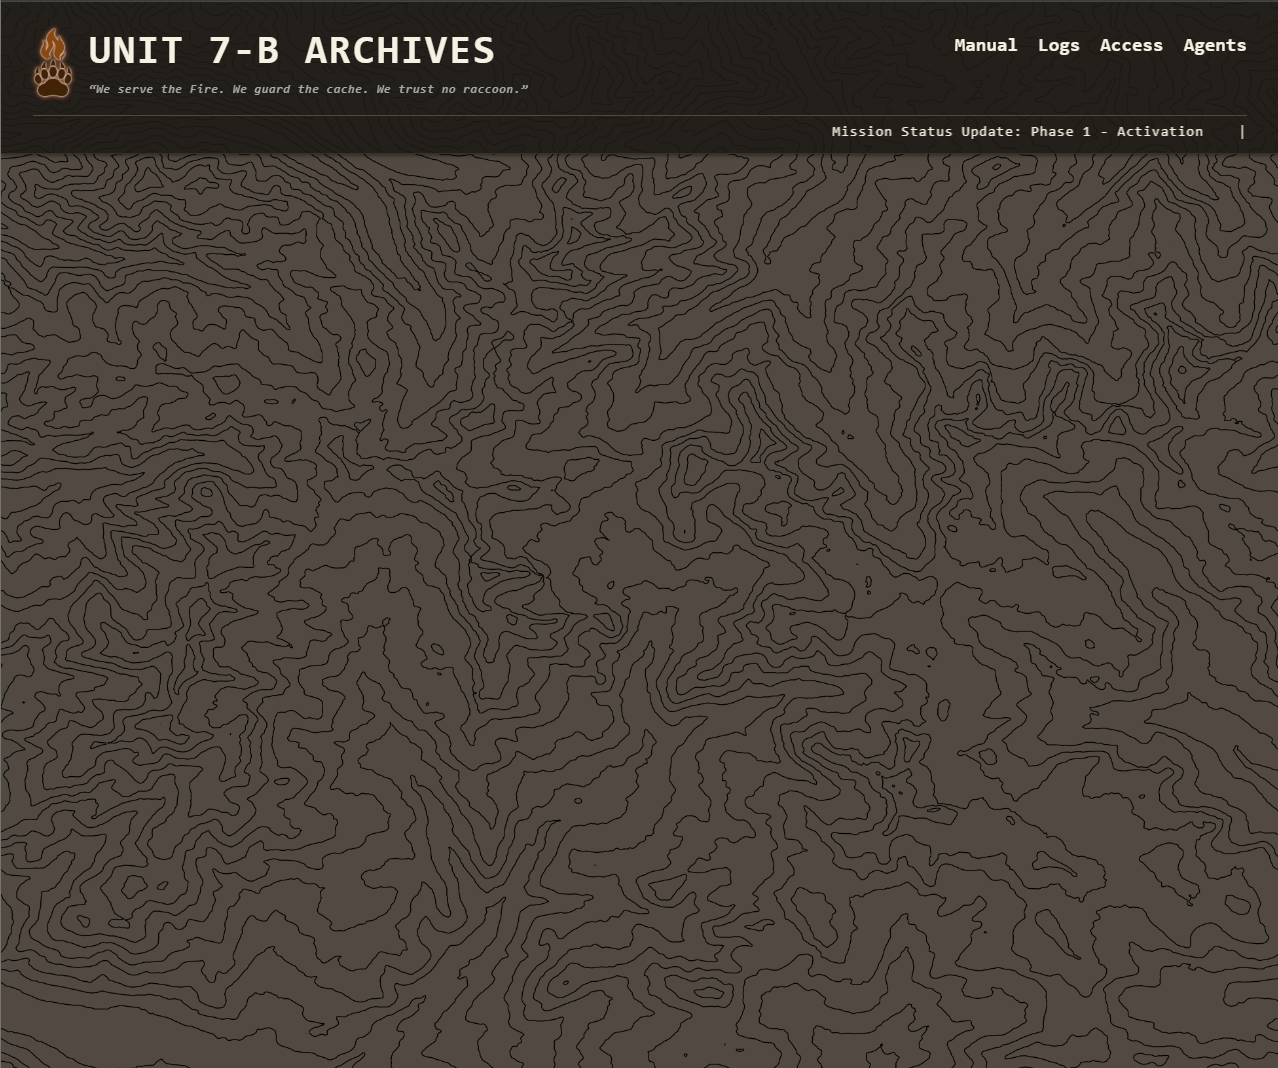 UNIT 7-B ARCHIVES
Manual Logs Access Agents
“We serve the Fire. We guard the cache. We trust no raccoon.”
Mission Status Update: Phase 1 - Activation |